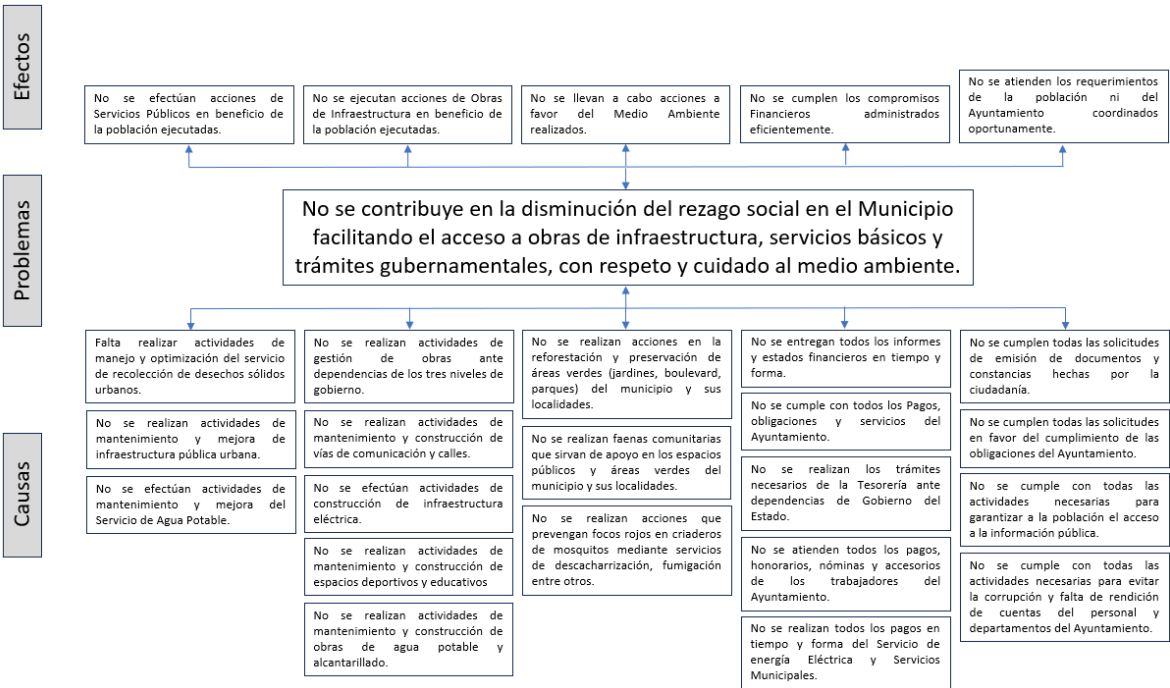 Efectos
No se efectúan acciones de
Servicios Públicos en beneficio de
la población ejecutadas.
No se ejecutan acciones de Obras
de Infraestructura en beneficio de
la población ejecutadas.
No se llevan a cabo acciones a
favor del Medio Ambiente
realizados.
No se cumplen los compromisos
Financieros administrados
eficientemente.
No se atienden los requerimientos
de la población ni del
Ayuntamiento coordinados
oportunamente.
Problemas
No se contribuye en la disminución del rezago social en el Municipio
facilitando el acceso a obras de infraestructura, servicios básicos y
trámites gubernamentales, con respeto y cuidado al medio ambiente.
Causas
Falta realizar actividades de
manejo y optimización del servicio
de recolección de desechos sólidos
urbanos.
No se realizan actividades de
mantenimiento y mejora de
infraestructura pública urbana.
No se efectúan actividades de
mantenimiento y mejora del
Servicio de Agua Potable.
No se realizan actividades de
gestión de obras ante
dependencias de los tres niveles de
gobierno.
No se realizan actividades de
mantenimiento y construcción de
vías de comunicación y calles.
No se efectúan actividades de
construcción de infraestructura
eléctrica.
No se realizan actividades de
mantenimiento y construcción de
espacios deportivos y educativos
No se realizan actividades de
mantenimiento y construcción de
obras de agua potable y
alcantarillado.
No se realizan acciones en la
reforestación y preservación de
áreas verdes (jardines, boulevard,
parques) del municipio y sus
localidades.
No se realizan faenas comunitarias
que sirvan de apoyo en los espacios
públicos y áreas verdes del
municipio y sus localidades.
No se realizan acciones que
prevengan focos rojos en criaderos
de mosquitos mediante servicios
de descacharrización, fumigación
entre otros.
No se entregan todos los informes
y estados financieros en tiempo y
forma.
No se cumple con todos los Pagos,
obligaciones y servicios del
Ayuntamiento.
No se realizan los trámites
necesarios de la Tesorería ante
dependencias de Gobierno del
Estado.
No se atienden todos los pagos,
honorarios, nóminas y accesorios
de los trabajadores del
Ayuntamiento.
No se realizan todos los pagos en
tiempo y forma del Servicio de
energía Eléctrica y Servicios
Municipales.
No se cumplen todas las solicitudes
de emisión de documentos y
constancias hechas por la
ciudadanía.
No se cumplen todas las solicitudes
en favor del cumplimiento de las
obligaciones del Ayuntamiento.
No se cumple con todas las
actividades necesarias para
garantizar a la población el acceso
a la información pública.
No se cumple con todas las
actividades necesarias para evitar
la corrupción y falta de rendición
de cuentas del personal y
departamentos del Ayuntamiento.